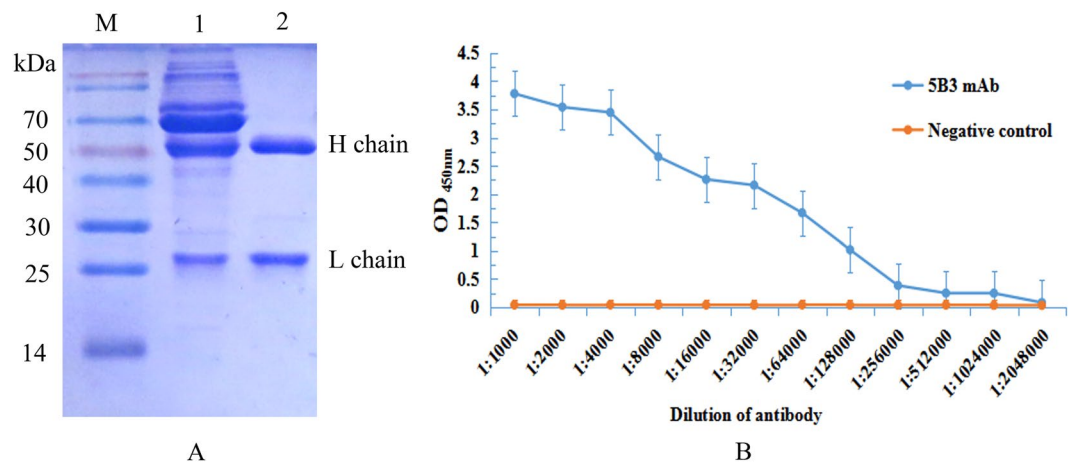 M 1 2
kDa
70
50
40
30
25
14
H chain
L chain
A
4.5
4
3.5
3
2.5
2
1.5
1
0.5
0
OD 450nm
5B3 mAb
Negative control
1:1000
1:2000
1:4000
1:8000
1:16000
1:32000
1:64000
1:128000
1:256000
1:512000
1:1024000
1:2048000
Dilution of antibody
B